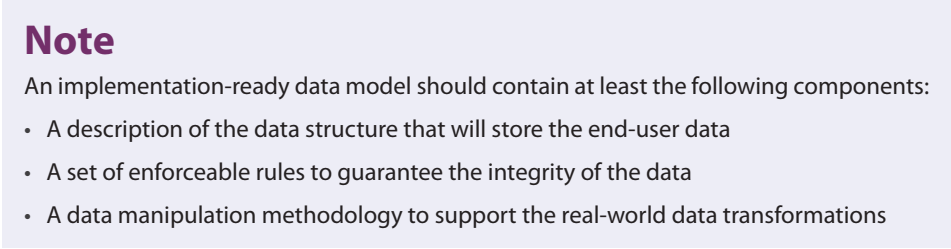 Note
An implementation-ready data model should contain at least the following components:
• A description of the data structure that will store the end-user data
• A set of enforceable rules to guarantee the integrity of the data
• A data manipulation methodology to support the real-world data transformations